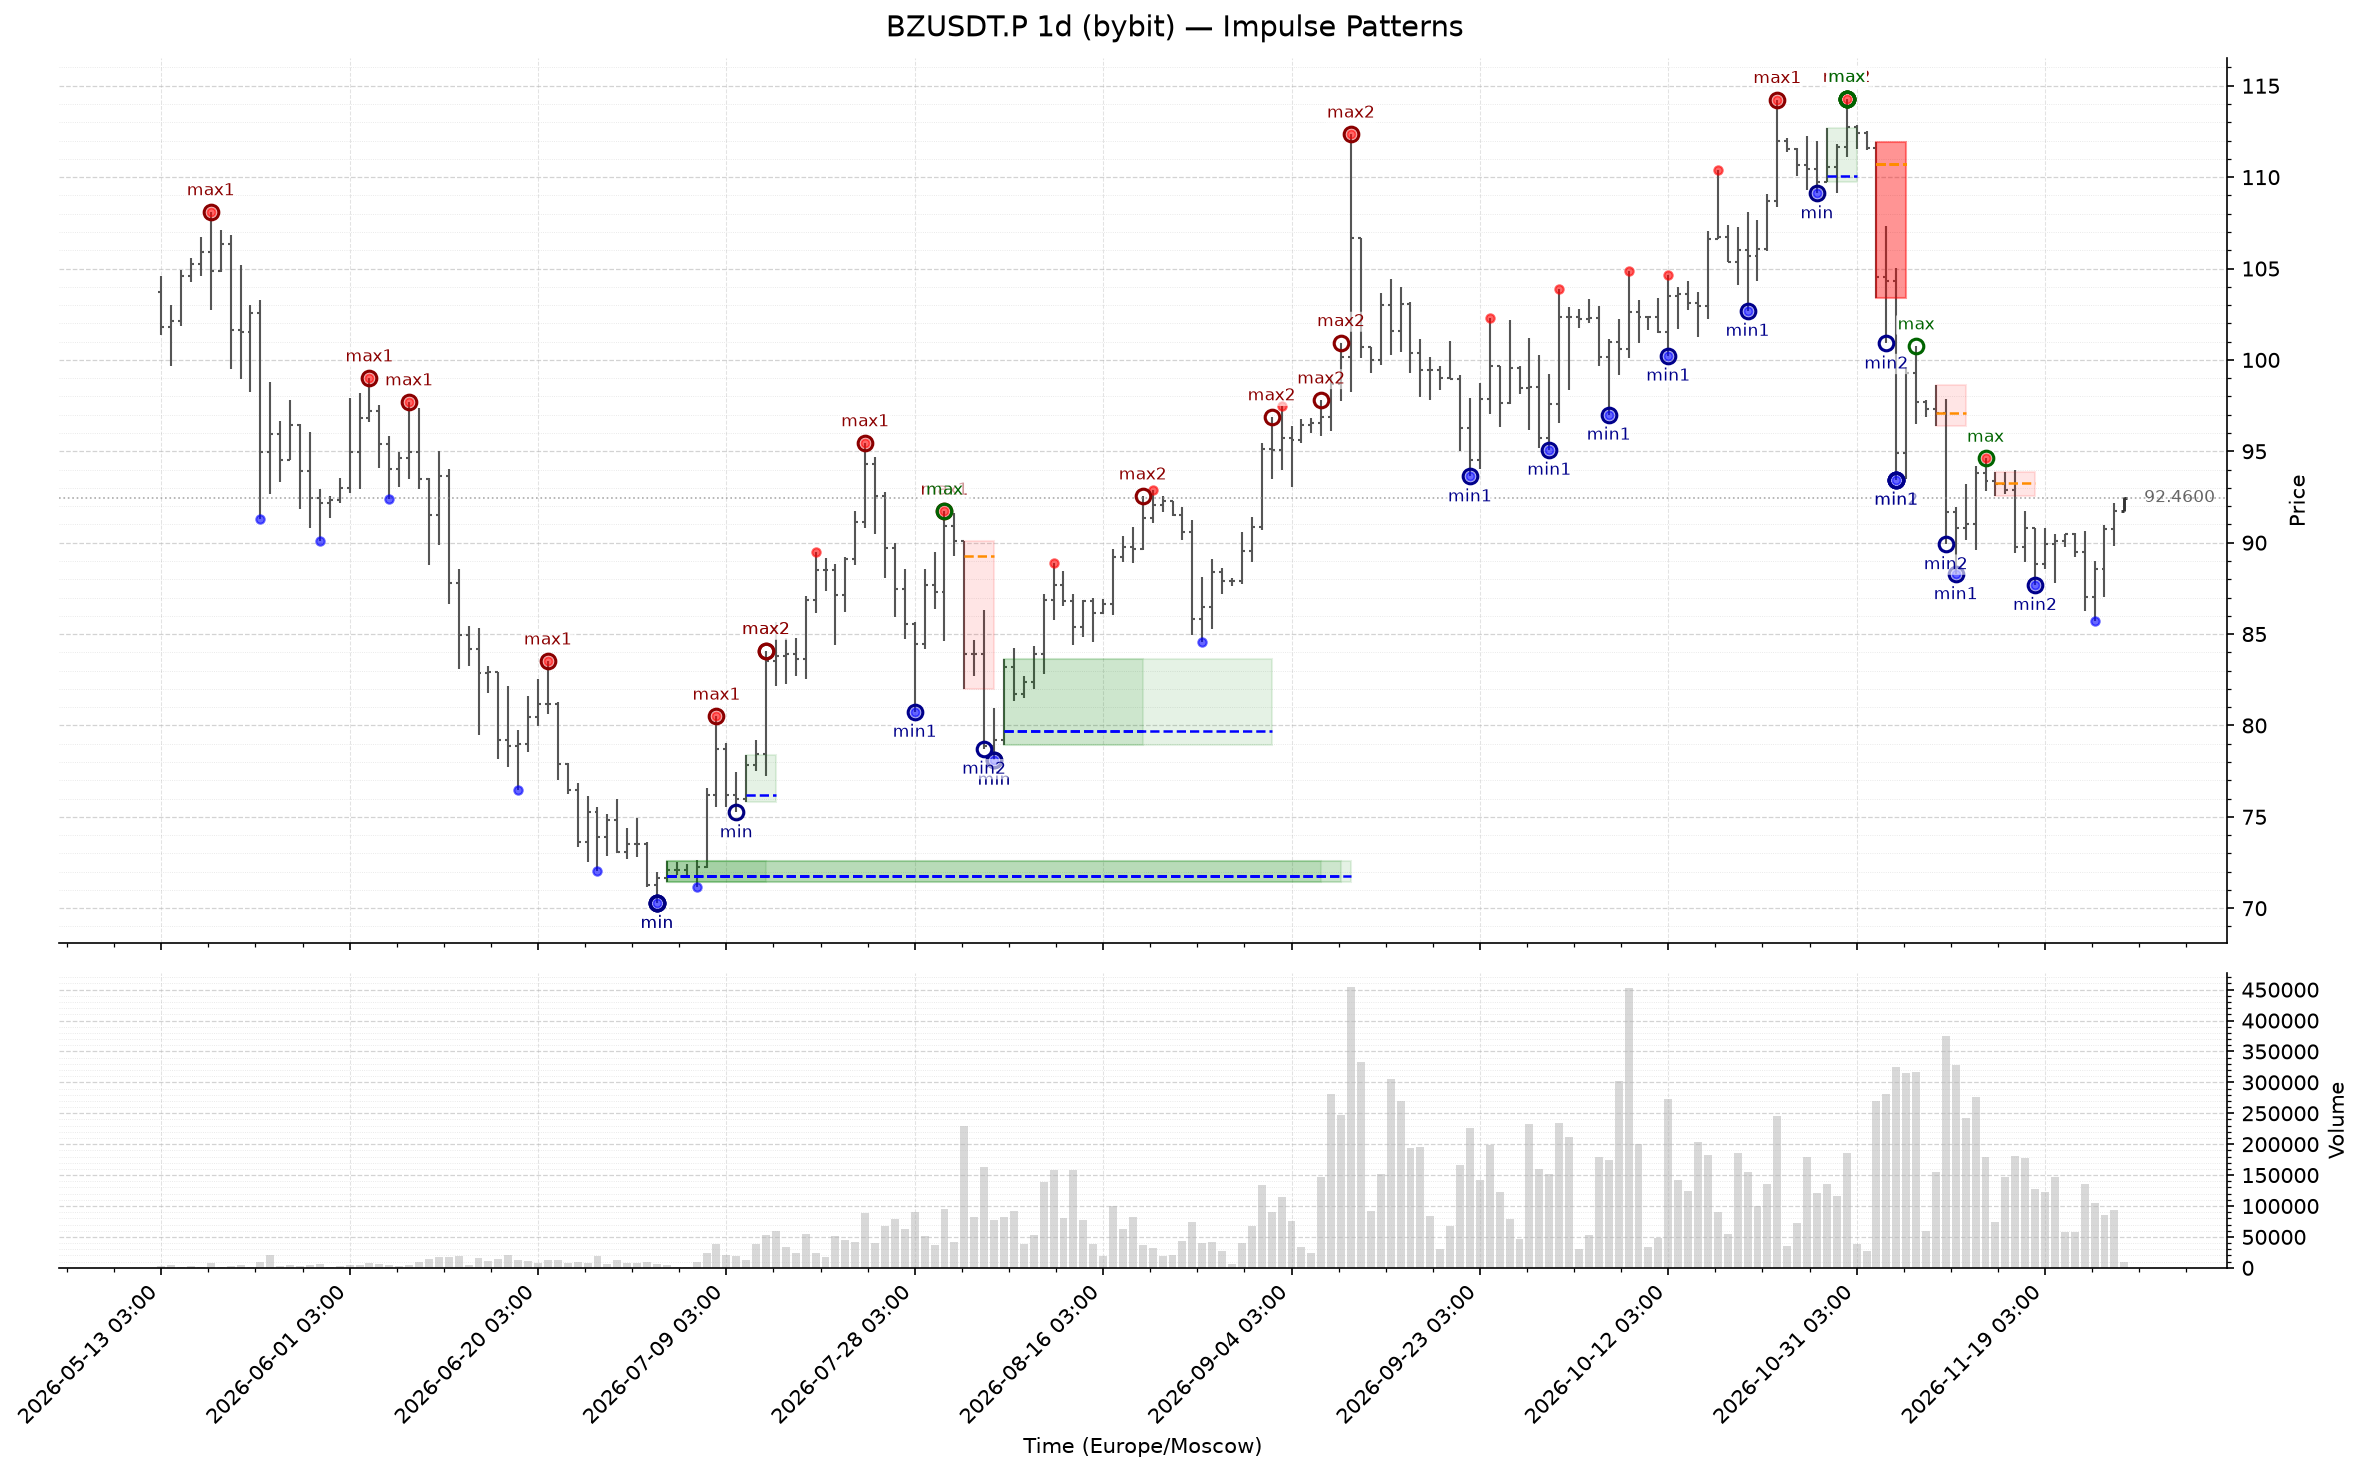 BZUSDT.P 1d (bybit) — Impulse Patterns
max1
max
115
max1
max2
110
min
105
min1
max2
max
100
max1
max1
max2
max2
min1
min2
min1
max1
max2
min1
max
95
min1
min1
min1
92.4600
Price
max
90
min2
min1
min2
max1
max2
85
max1
min1
80
min2
min
min
75
min
70
450000
400000
350000
300000
250000
200000
150000
100000
50000
0
Volume
2026-05-13 03:00
2026-06-01 03:00
2026-06-20 03:00
2026-07-09 03:00
2026-07-28 03:00
2026-08-16 03:00
2026-09-04 03:00
2026-09-23 03:00
2026-10-12 03:00
2026-10-31 03:00
2026-11-19 03:00
Time (Europe/Moscow)